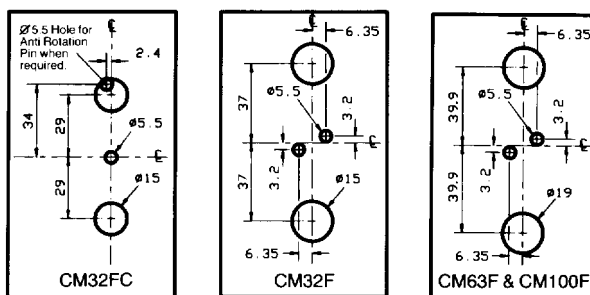 Ø5.5 Hole for
Anti Rotation
Pin when
required.
℄
2.4
34
29
ø5.5
℄
29
ø15
CM32FC
℄
6.35
37
ø5.5
3.2
℄
3.2
37
ø15
6.35
CM32F
℄
6.35
39.9
ø5.5
3.2
℄
3.2
39.9
ø19
6.35
CM63F & CM100F